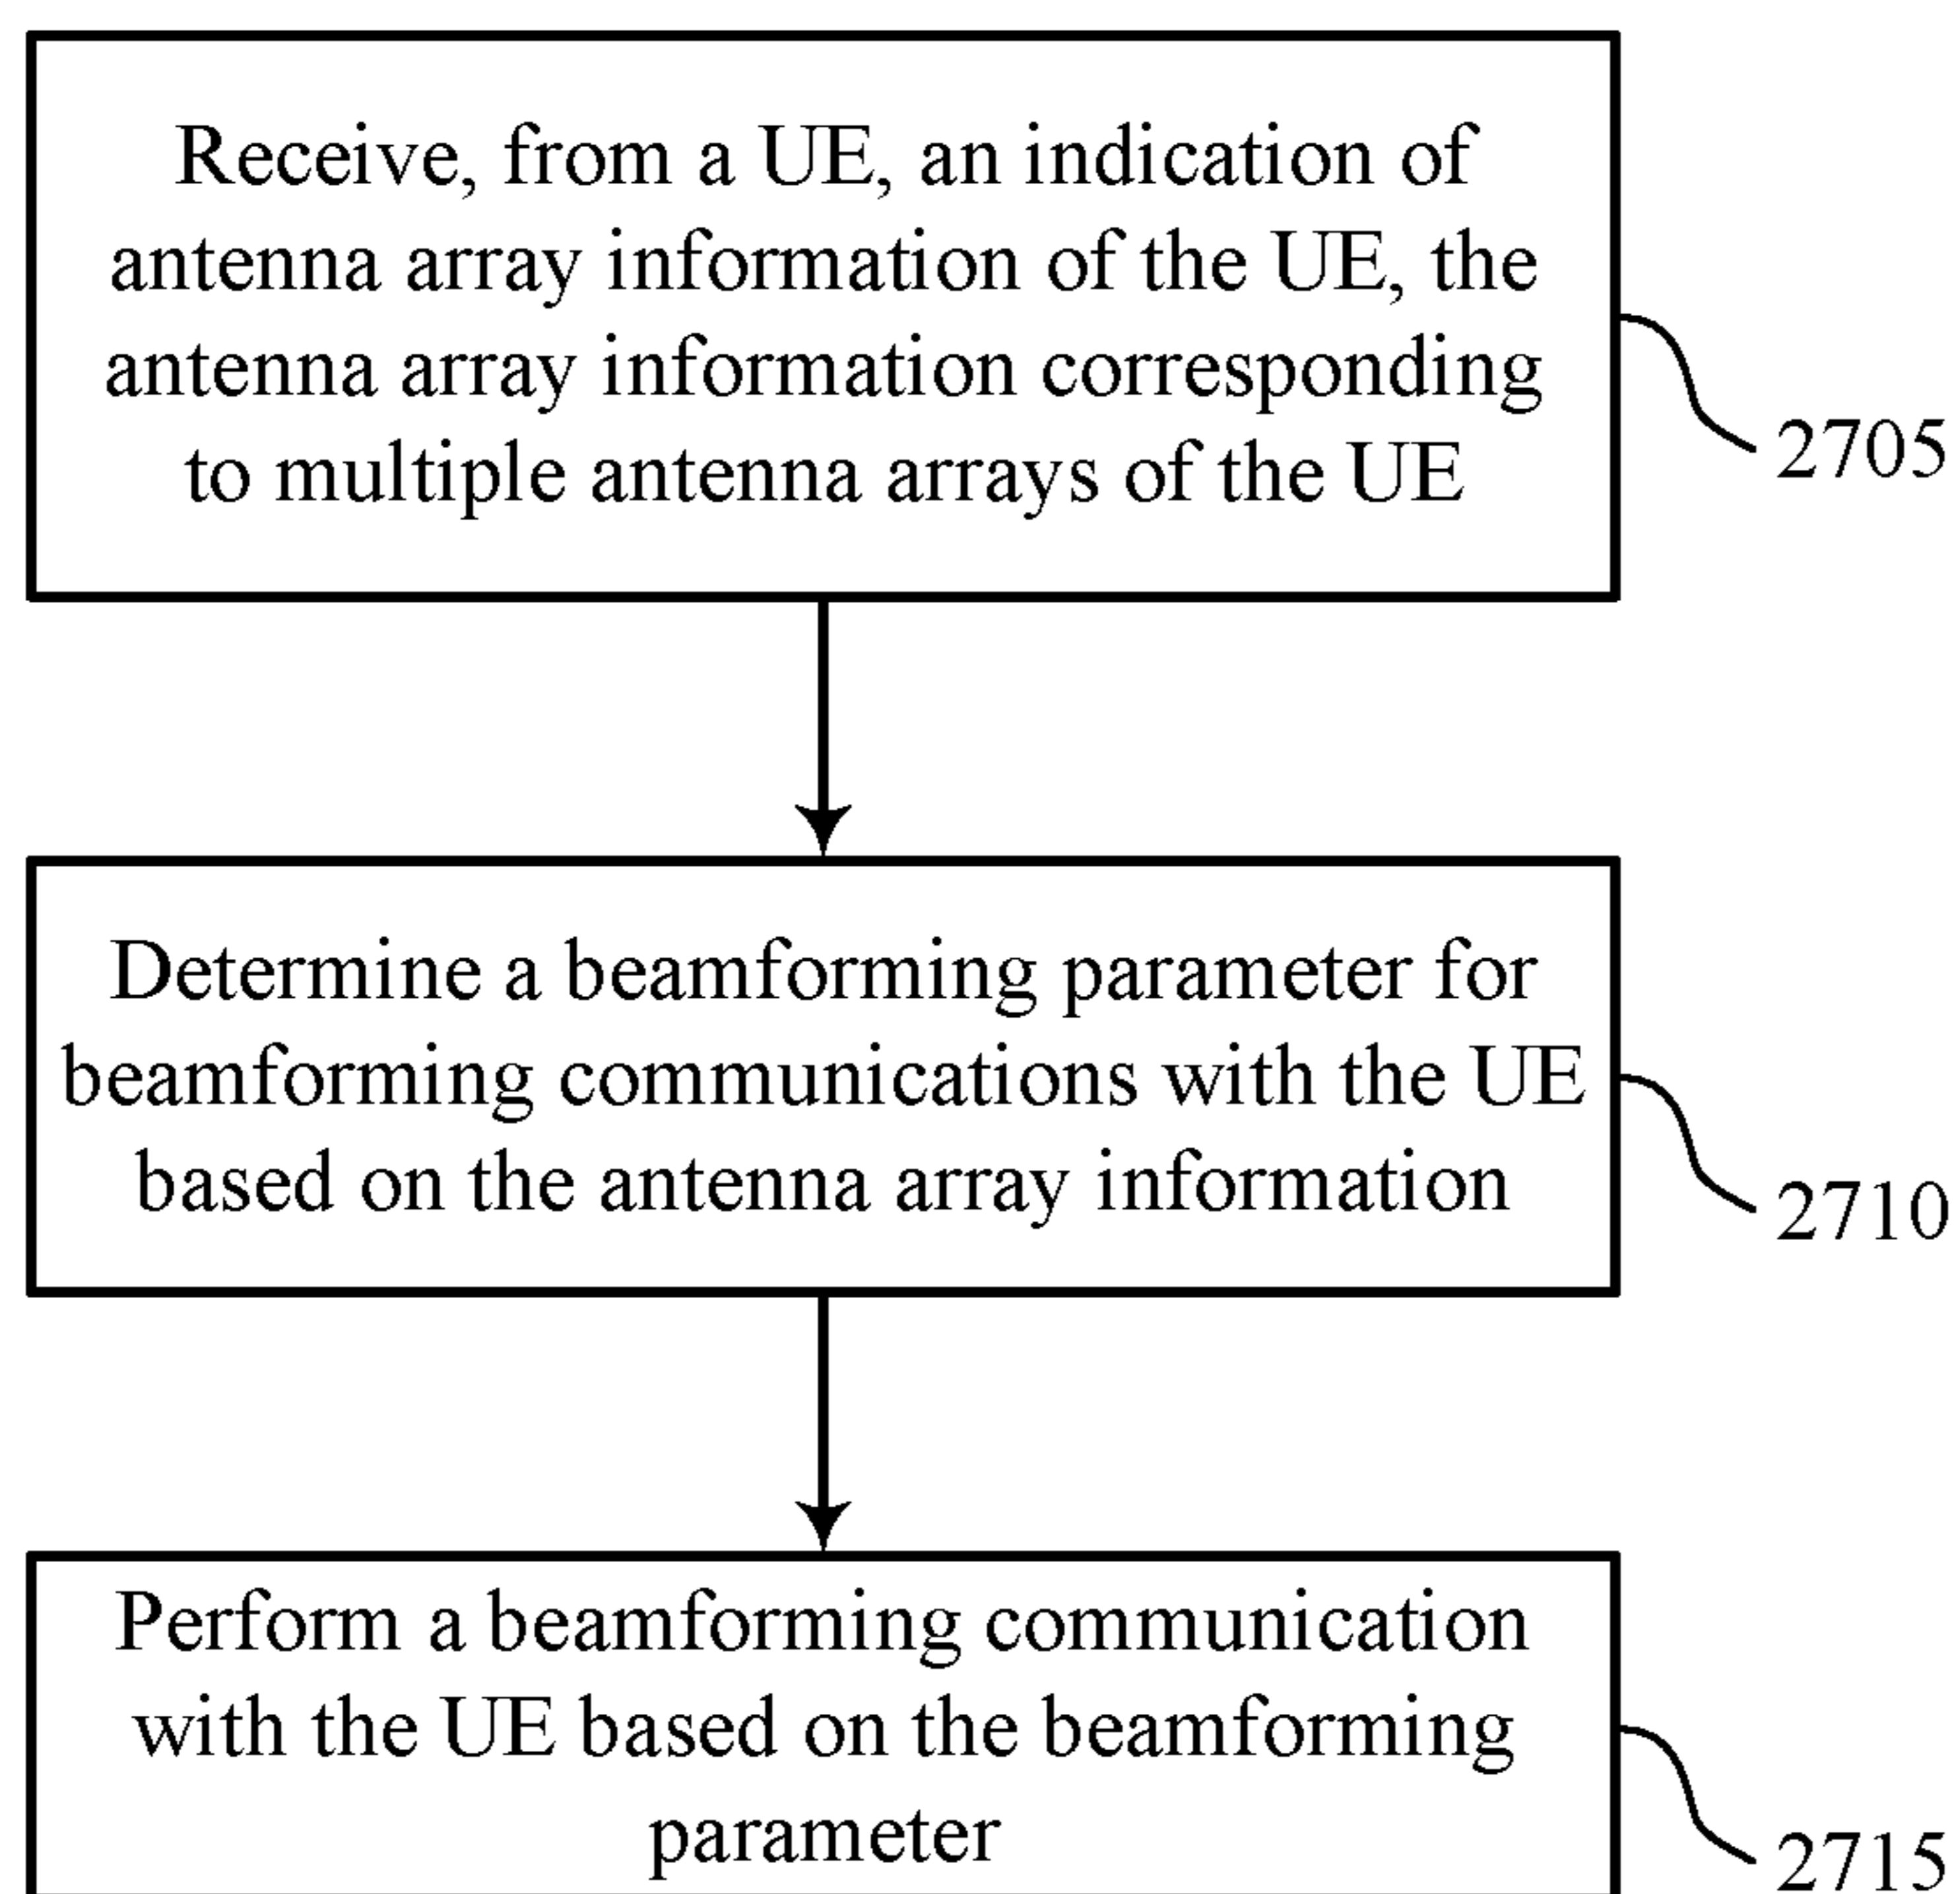 Receive, from a UE, an indication of
antenna array information of the UE, the
antenna array information corresponding
to multiple antenna arrays of the UE
2705
Determine a beamforming parameter for
beamforming communications with the UE
based on the antenna array information
2710
Perform a beamforming communication
with the UE based on the beamforming
parameter
2715